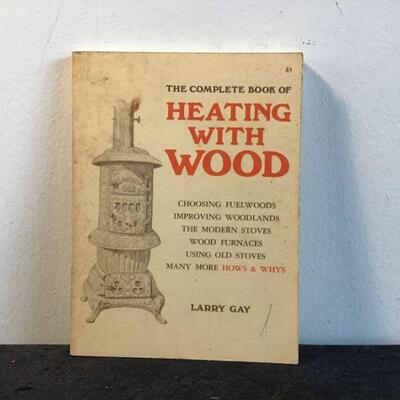 85
THE COMPLETE BOOK OF
HEATING
WITH
WOOD
CHOOSING FUELWOODS
IMPROVING WOODLANDS
THE MODERN STOVES
WOOD FURNACES
USING OLD STOVES
MANY MORE HOWS & WHYS
LARRY GAY